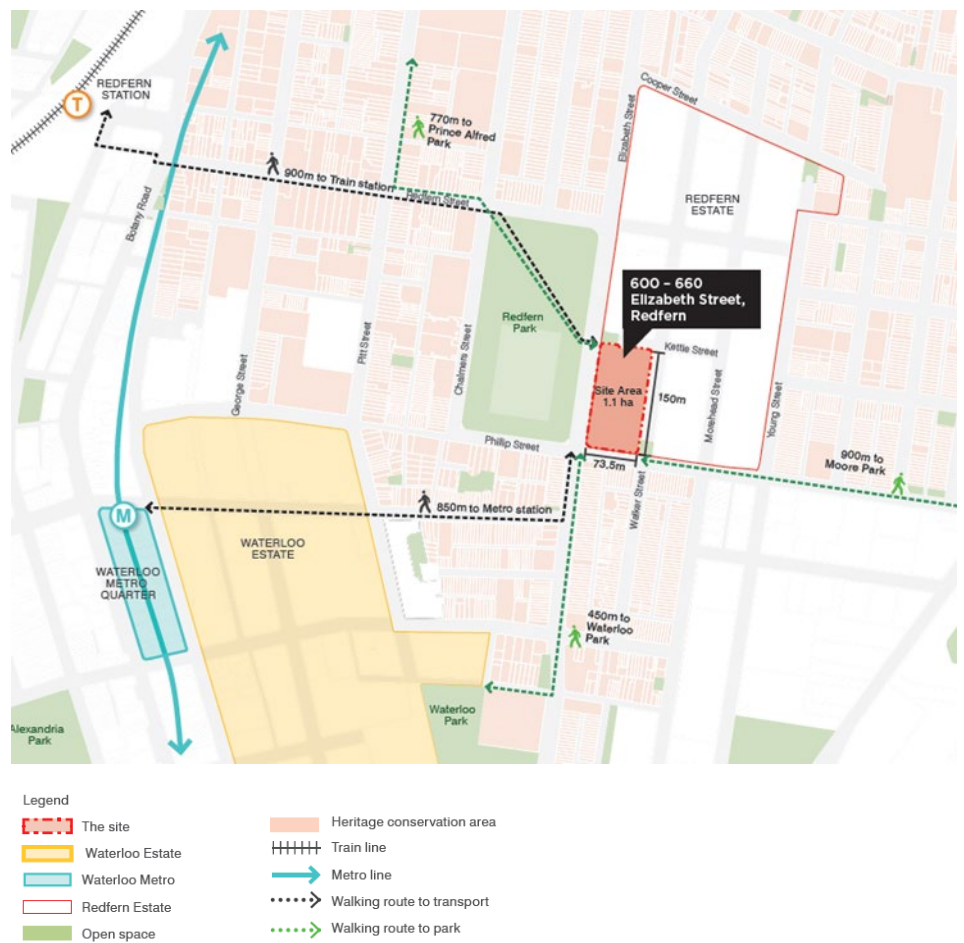 Cooper Street
REDFERN
STATION
T
Elizabeth Street
770m to
Prince Alfred
Park
900m to Train station
Redfern Street
REDFERN
ESTATE
Botany Road
600 – 660
Elizabeth Street,
Redfern
Redfern
Park
Kettle Street
Pitt Street
Chalmers Street
George Street
Site Area
1.1 ha
150m
Morehead Street
Young Street
Phillip Street
73.5m
900m to
Moore Park
Walker Street
850m to Metro station
M
WATERLOO
ESTATE
WATERLOO
METRO
QUARTER
450m to
Waterloo
Park
Waterloo
Park
Alexandria
Park
Legend
The site
Waterloo Estate
Waterloo Metro
Redfern Estate
Open space
Heritage conservation area
Train line
Metro line
Walking route to transport
Walking route to park